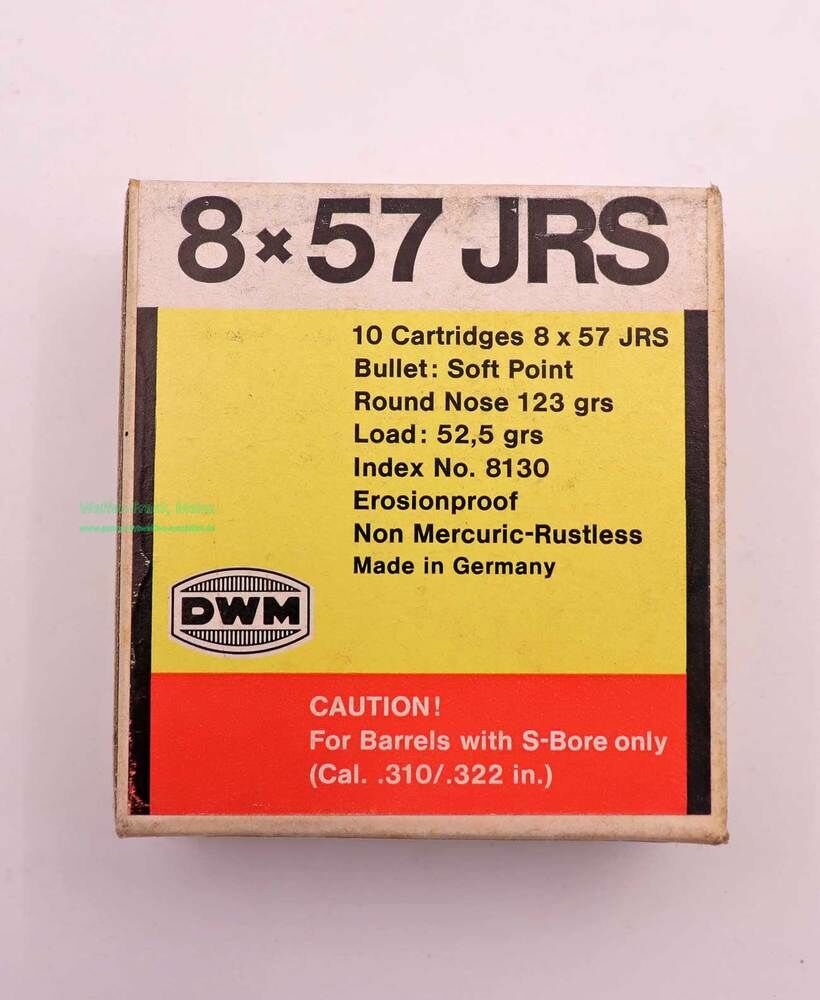 8×57 JRS
10 Cartridges 8 x 57 JRS
Bullet: Soft Point
Round Nose 123 grs
Load: 52,5 grs
Index No. 8130
Erosionproof
Non Mercuric-Rustless
Made in Germany
DWM
CAUTION!
For Barrels with S-Bore only
(Cal. .310/.322 in.)